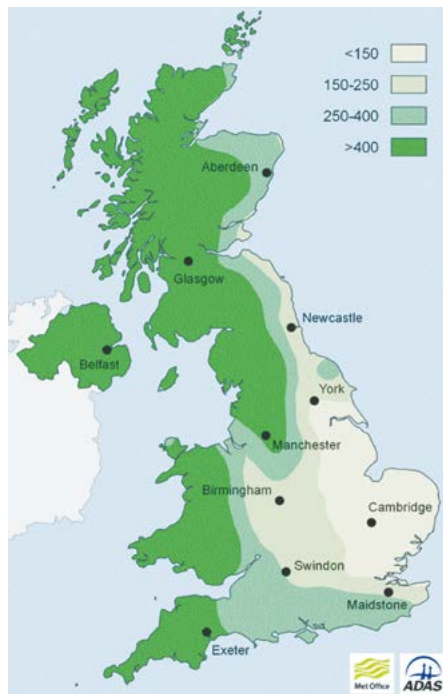 <150
150-250
250-400
>400
Aberdeen
Glasgow
Newcastle
Belfast
York
Manchester
Birmingham
Cambridge
Swindon
Maidstone
Exeter
Met Office
ADAS